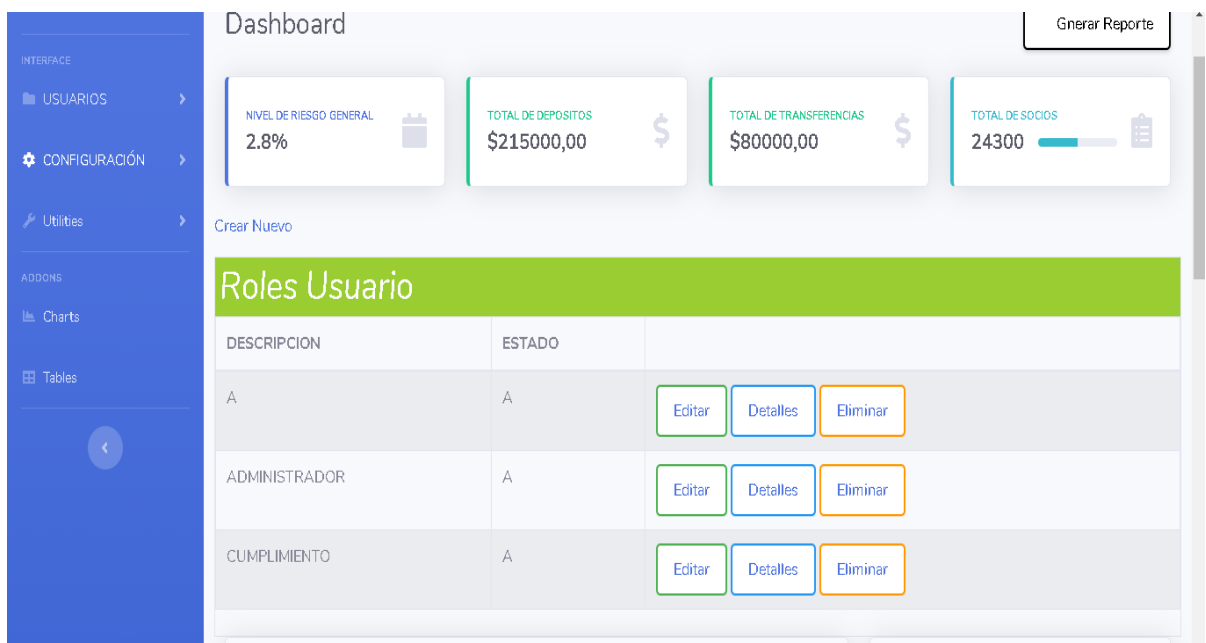 Dashboard
Gnerar Reporte
INTERFACE
USUARIOS
CONFIGURACIÓN
Utilities
ADDONS
Charts
Tables
NIVEL DE RIESGO GENERAL
2.8%
TOTAL DE DEPOSITOS
$215000,00
TOTAL DE TRANSFERENCIAS
$80000,00
TOTAL DE SOCIOS
24300
Crear Nuevo
Roles Usuario
DESCRIPCION ESTADO
A A Editar Detalles Eliminar
ADMINISTRADOR A Editar Detalles Eliminar
CUMPLIMIENTO A Editar Detalles Eliminar